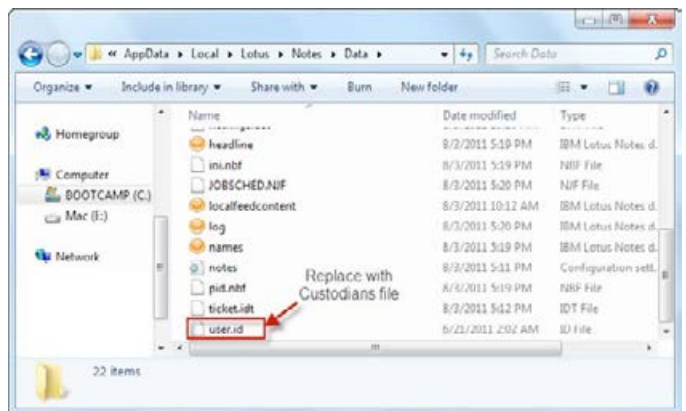 « AppData ▸ Local ▸ Lotus ▸ Notes ▸ Data ▸
Search Data
Organize ▾ Include in library ▾ Share with ▾ Burn New folder
Name Date modified Type
headline 8/2/2011 5:19 PM IBM Lotus Notes d.
ini.nbf 8/3/2011 5:19 PM NBF File
JOBSCHED.NJF 8/3/2011 5:20 PM NJF File
localfeedcontent 8/3/2011 10:12 AM IBM Lotus Notes d.
log 8/3/2011 5:20 PM IBM Lotus Notes d.
names 8/3/2011 5:19 PM IBM Lotus Notes d.
notes 8/3/2011 5:11 PM Configuration sett.
pid.nbf 8/3/2011 5:19 PM NBF File
ticket.idt 8/2/2011 5:12 PM IDT File
user.id 6/21/2011 2:02 AM ID File
Homegroup
Computer
BOOTCAMP (C:)
Mac (E:)
Network
Replace with
Custodians file
22 items